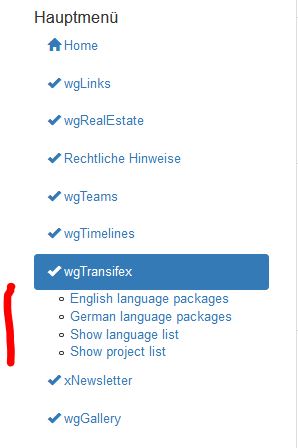 Hauptmenü
Home
wgLinks
wgRealEstate
Rechtliche Hinweise
wgTeams
wgTimelines
wgTransifex
English language packages
German language packages
Show language list
Show project list
xNewsletter
wgGallery